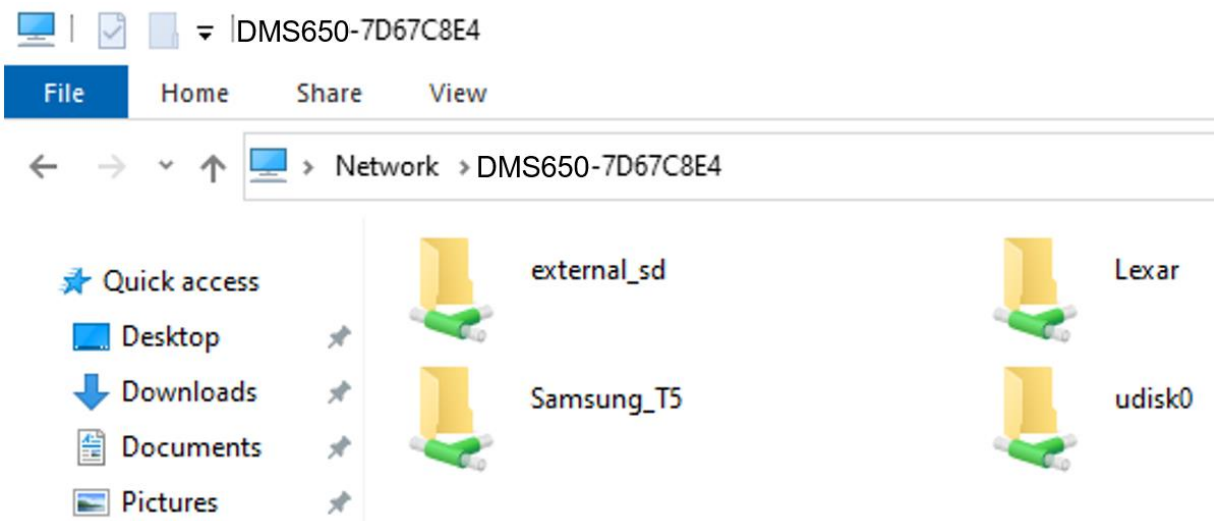 DMS650-7D67C8E4
File Home Share View
Network DMS650-7D67C8E4
Quick access
Desktop
Downloads
Documents
Pictures
external_sd Lexar
Samsung_T5 udisk0